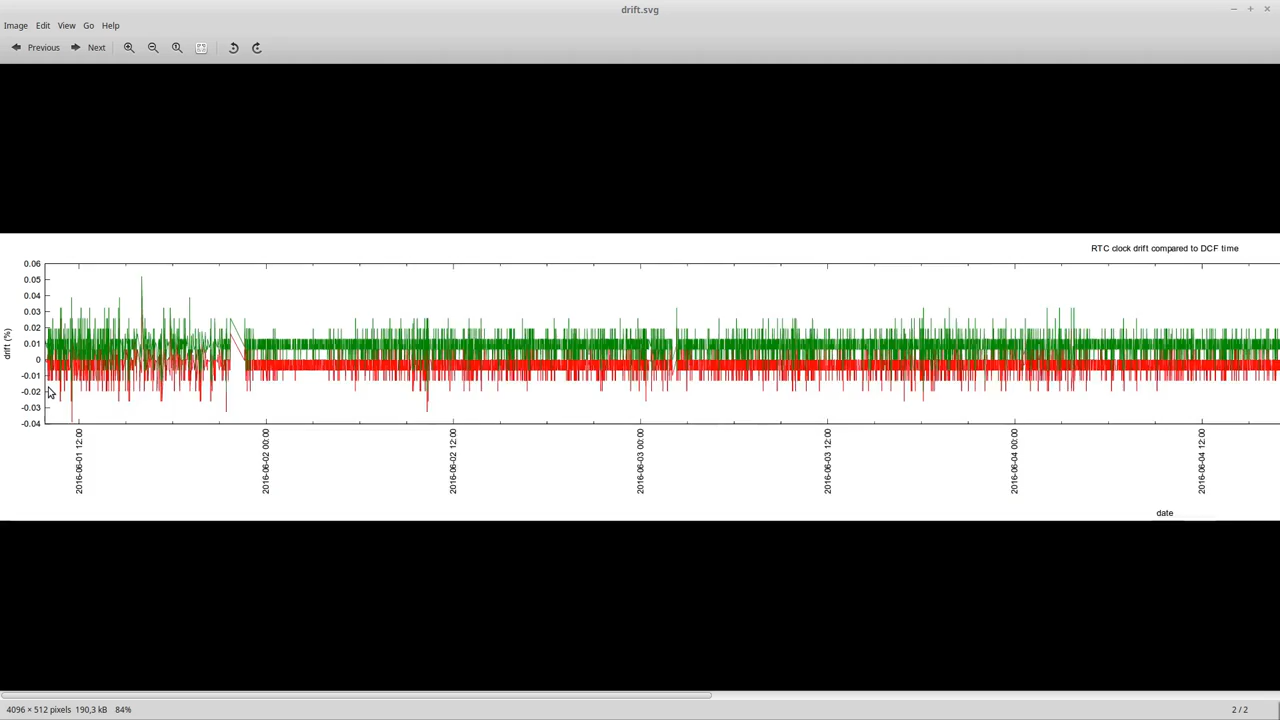 drift.svg
Image Edit View Go Help
Previous Next
RTC clock drift compared to DCF time
0.06
0.05
0.04
0.03
0.02
0.01
0
-0.01
-0.02
-0.03
-0.04
drift (%)
2016-06-01 12:00
2016-06-02 00:00
2016-06-02 12:00
2016-06-03 00:00
2016-06-03 12:00
2016-06-04 00:00
2016-06-04 12:00
date
4096 × 512 pixels 190,3 kB 84%
2 / 2